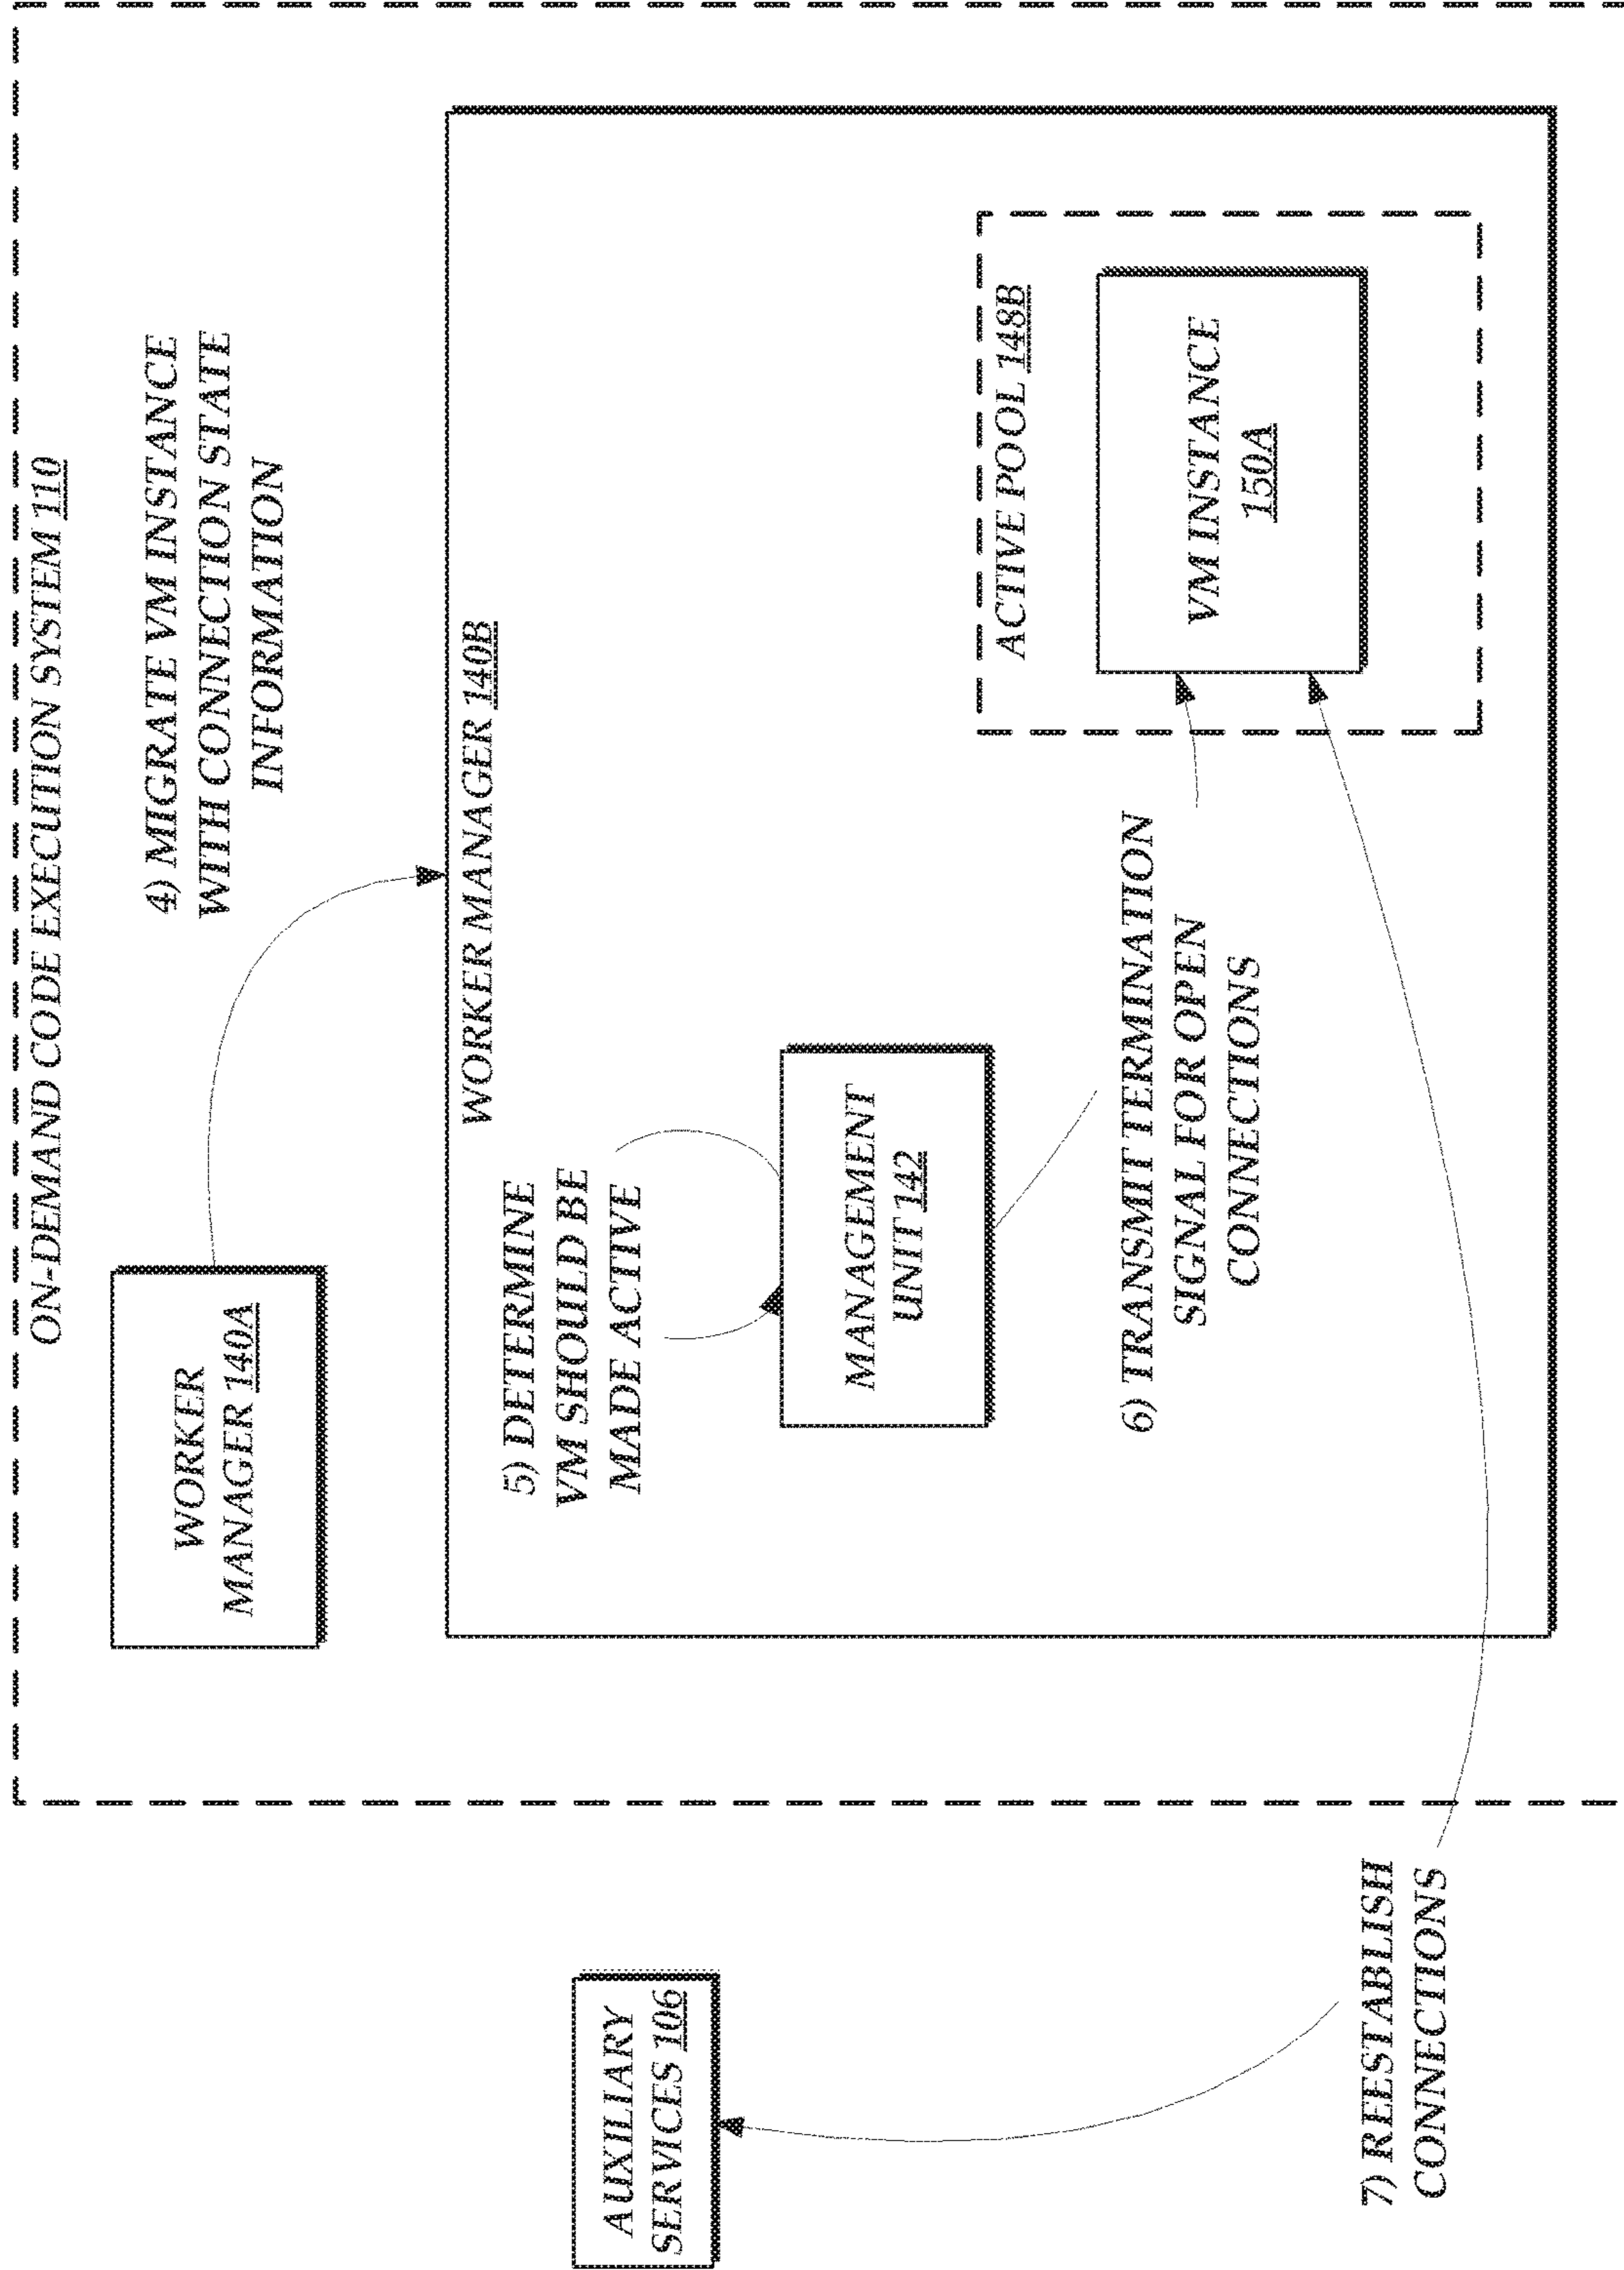 ON-DEMAND CODE EXECUTION SYSTEM 110
WORKER
MANAGER 140A
4) MIGRATE VM INSTANCE
WITH CONNECTION STATE
INFORMATION
WORKER MANAGER 140B
5) DETERMINE
VM SHOULD BE
MADE ACTIVE
AUXILIARY
SERVICES 106
MANAGEMENT
UNIT 142
ACTIVE POOL 148B
VM INSTANCE
150A
6) TRANSMIT TERMINATION
SIGNAL FOR OPEN
CONNECTIONS
7) REESTABLISH
CONNECTIONS